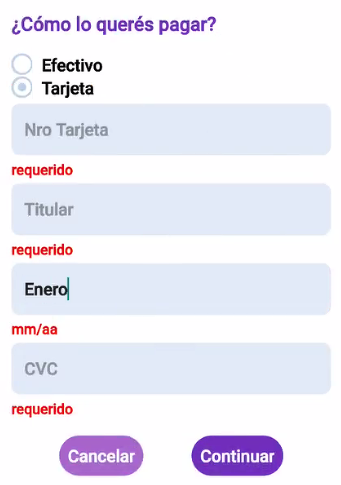 ¿Cómo lo querés pagar?
Efectivo
Tarjeta
Nro Tarjeta
requerido
Titular
requerido
Enero
mm/aa
CVC
requerido
Cancelar Continuar